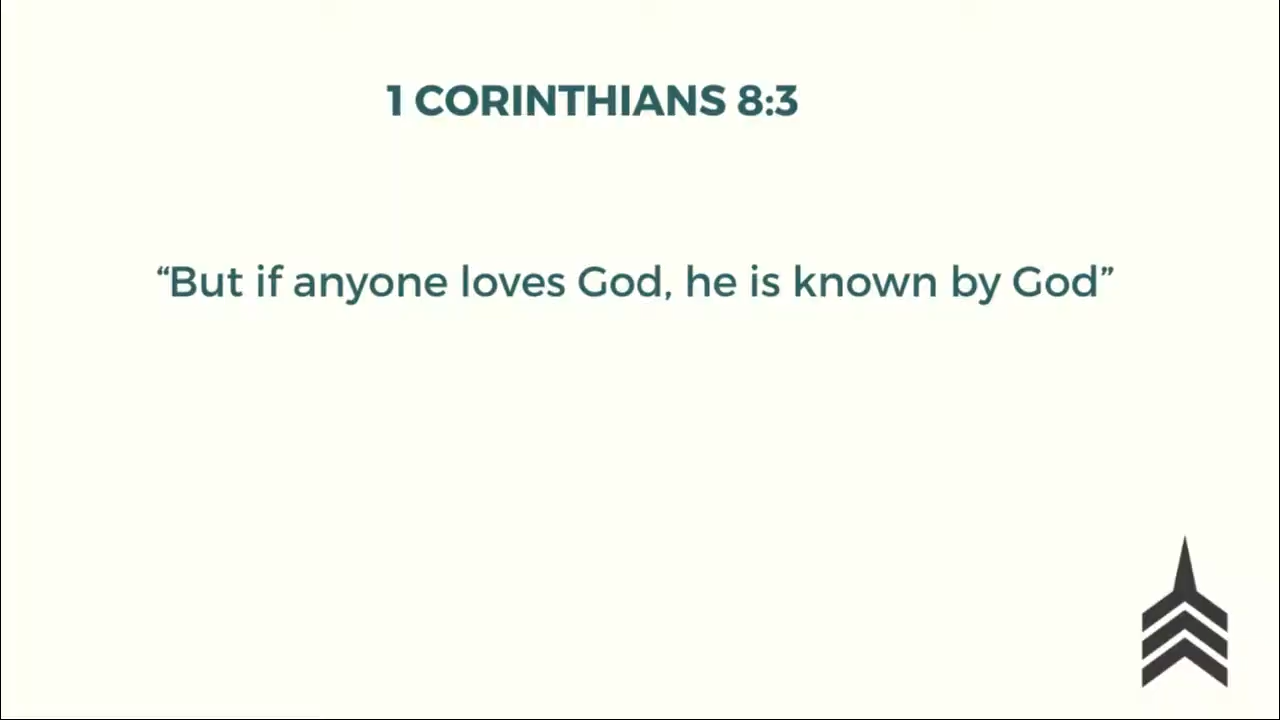 1 CORINTHIANS 8:3
“But if anyone loves God, he is known by God”